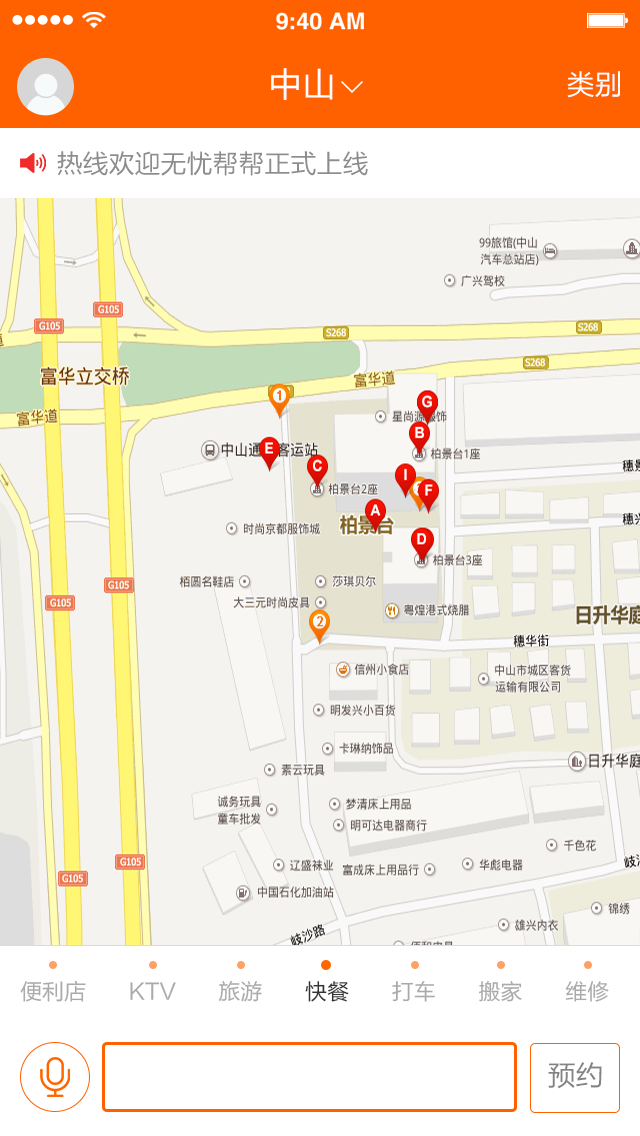 9:40 AM
中山
类别
热线欢迎无忧帮帮正式上线
99旅馆(中山
汽车总站店)
广兴驾校
G105
G105
S268
S268
S268
富华立交桥
富华道
富华道
1
G
星尚源服饰
B
柏景台1座
中山通
E
客运站
C
柏景台2座
I
F
A
柏景台
时尚京都服饰城
D
柏景台3座
穗景
穗兴
栢圆名鞋店
莎琪贝尔
大三元时尚皮具
G105
G105
粤煌港式烧腊
日升华庭
2
穗华街
信州小食店
中山市城区客货
运输有限公司
明发兴小百货
卡琳纳饰品
日升华庭
素云玩具
诚务玩具
童车批发
梦清床上用品
明可达电器商行
千色花
G105
G105
辽盛袜业
富成床上用品行
华彪电器
岐沙
中国石化加油站
锦绣
雄兴内衣
岐沙路
便利店
KTV
旅游
快餐
打车
搬家
维修
预约